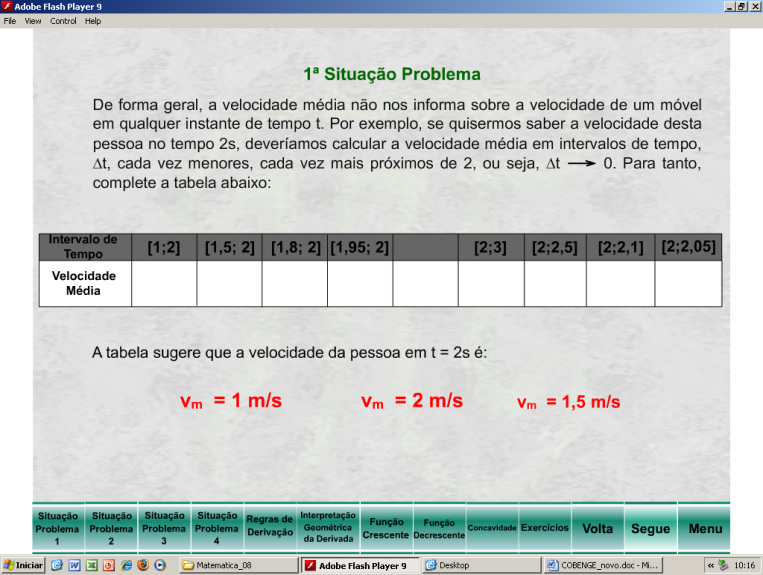 Adobe Flash Player 9
File View Control Help
1ª Situação Problema
De forma geral, a velocidade média não nos informa sobre a velocidade de um móvel
em qualquer instante de tempo t. Por exemplo, se quisermos saber a velocidade desta
pessoa no tempo 2s, deveríamos calcular a velocidade média em intervalos de tempo,
Δt, cada vez menores, cada vez mais próximos de 2, ou seja, Δt → 0. Para tanto,
complete a tabela abaixo:
Intervalo de
Tempo
[1;2] [1,5; 2] [1,8; 2] [1,95; 2] [2;3] [2;2,5] [2;2,1] [2;2,05]
Velocidade
Média
A tabela sugere que a velocidade da pessoa em t = 2s é:
vm = 1 m/s vm = 2 m/s vm = 1,5 m/s
Situação
Problema
1
Situação
Problema
2
Situação
Problema
3
Situação
Problema
4
Regras de
Derivação
Interpretação
Geométrica
da Derivada
Função
Crescente
Função
Decrescente
Concavidade
Exercícios
Volta
Segue
Menu
Iniciar
Matematica_08
Adobe Flash Player 9
Desktop
COBENGE_novo.doc - Mi...
10:16